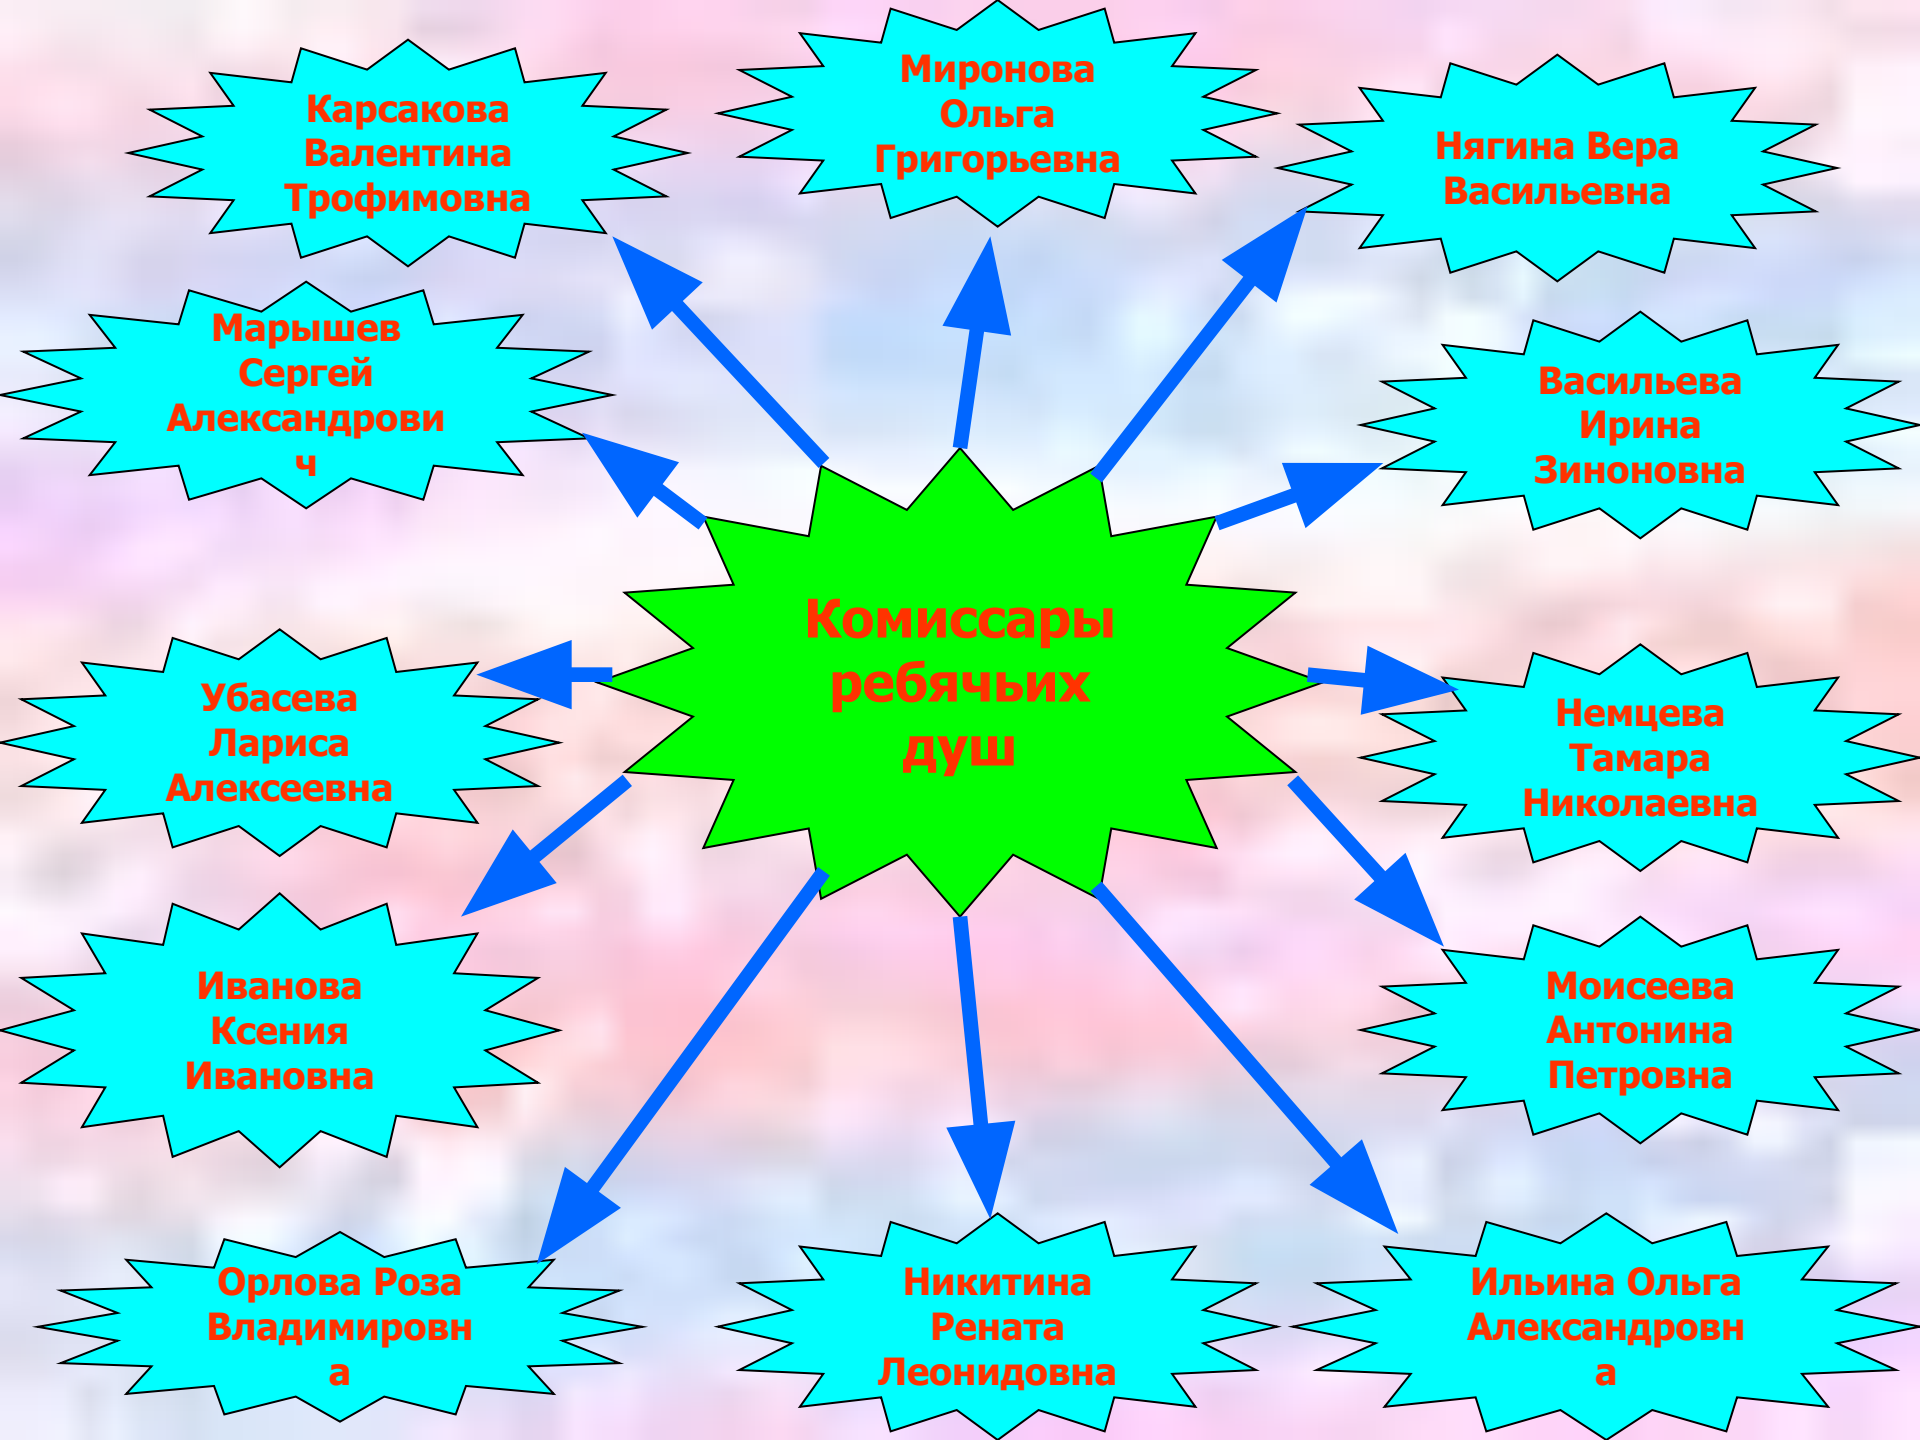 Миронова
Ольга
Григорьевна
Карсакова
Валентина
Трофимовна
Нягина Вера
Васильевна
Марышев
Сергей
Александрови
ч
Васильева
Ирина
Зиноновна
Комиссары
ребячьих
душ
Убасева
Лариса
Алексеевна
Немцева
Тамара
Николаевна
Иванова
Ксения
Ивановна
Моисеева
Антонина
Петровна
Орлова Роза
Владимировн
а
Никитина
Рената
Леонидовна
Ильина Ольга
Александровн
а